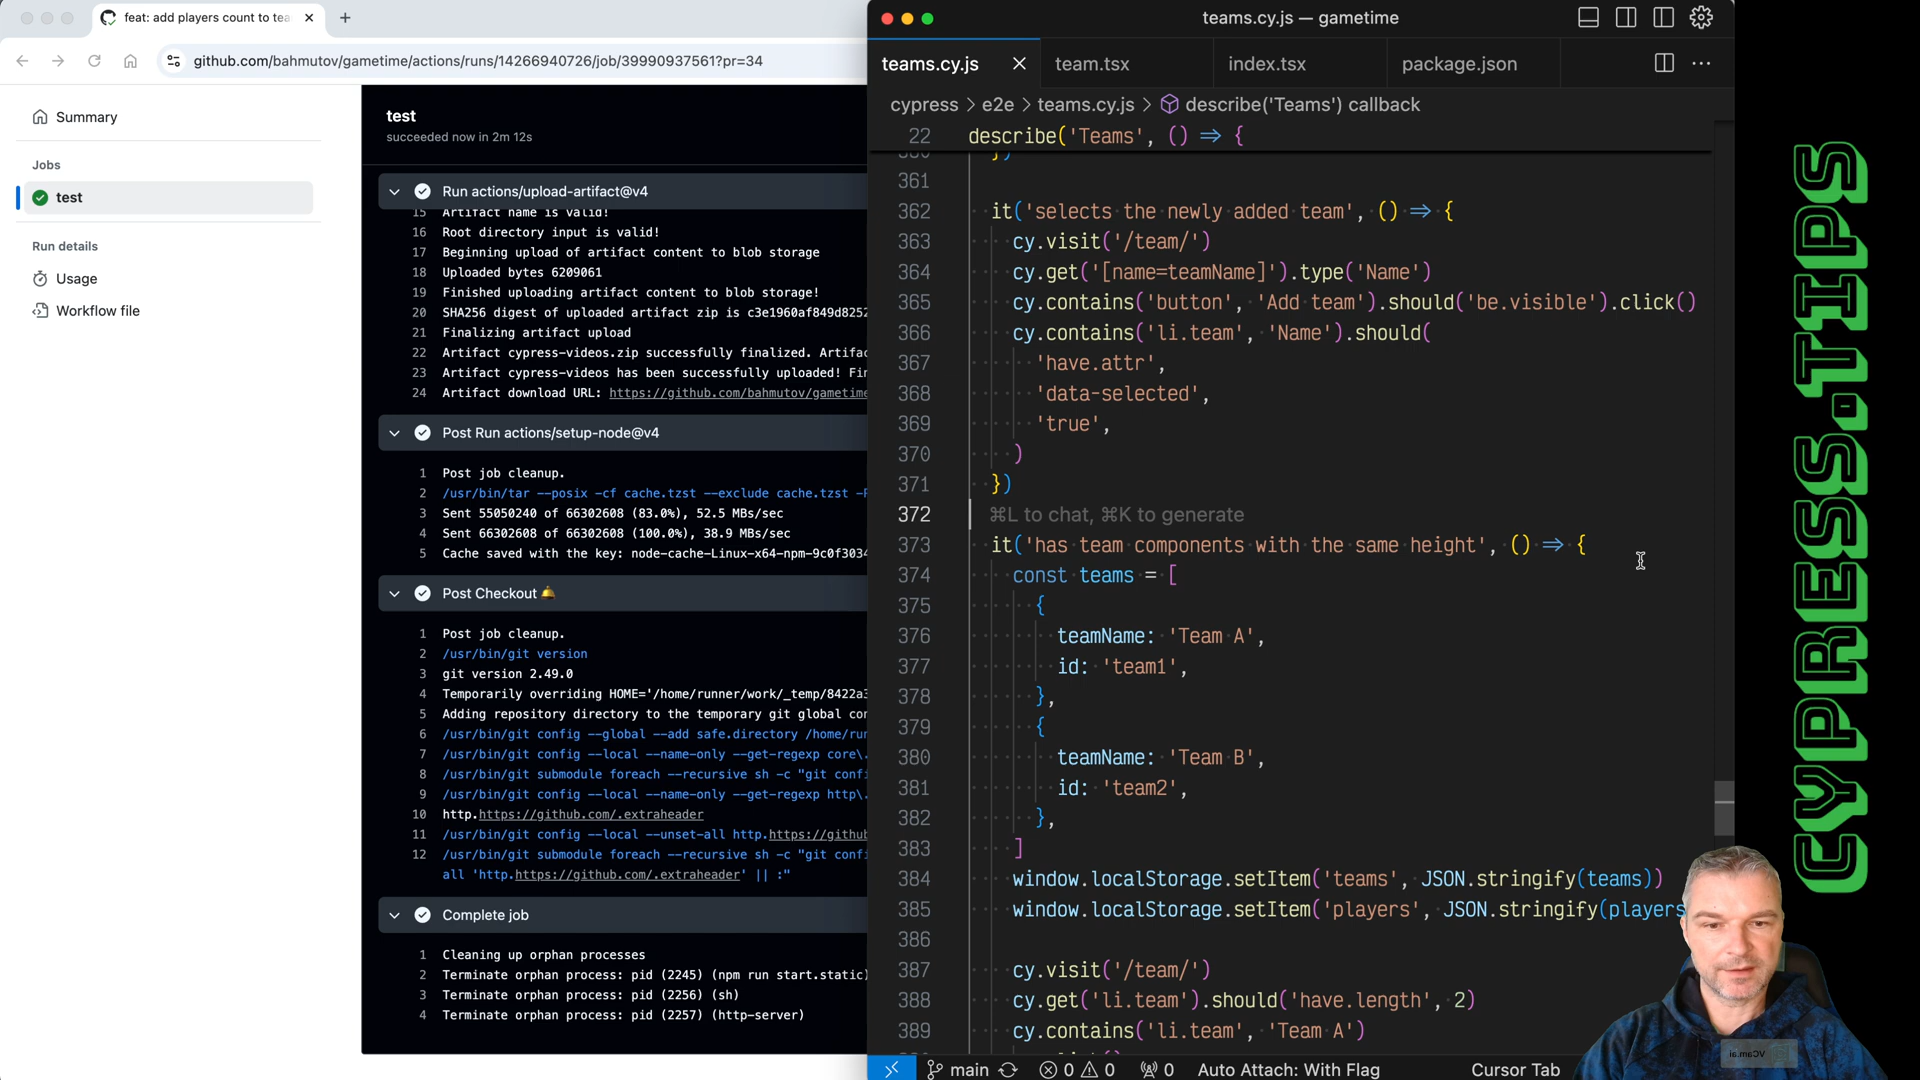 feat: add players count to tea
github.com/bahmutov/gametime/actions/runs/14266940726/job/39990937561?pr=34
Summary
Jobs
test
Run details
Usage
Workflow file
test
succeeded now in 2m 12s
Run actions/upload-artifact@v4
15 Artifact name is valid!
16 Root directory input is valid!
17 Beginning upload of artifact content to blob storage
18 Uploaded bytes 6209061
19 Finished uploading artifact content to blob storage!
20 SHA256 digest of uploaded artifact zip is c3e1960af849d8252
21 Finalizing artifact upload
22 Artifact cypress-videos.zip successfully finalized. Artifac
23 Artifact cypress-videos has been successfully uploaded! Fin
24 Artifact download URL: https://github.com/bahmutov/gametime
Post Run actions/setup-node@v4
1 Post job cleanup.
2 /usr/bin/tar --posix -cf cache.tzst --exclude cache.tzst -P
3 Sent 55050240 of 66302608 (83.0%), 52.5 MBs/sec
4 Sent 66302608 of 66302608 (100.0%), 38.9 MBs/sec
5 Cache saved with the key: node-cache-Linux-x64-npm-9c0f3034
Post Checkout 🛎️
1 Post job cleanup.
2 /usr/bin/git version
3 git version 2.49.0
4 Temporarily overriding HOME='/home/runner/work/_temp/8422a3
5 Adding repository directory to the temporary git global con
6 /usr/bin/git config --global --add safe.directory /home/run
7 /usr/bin/git config --local --name-only --get-regexp core\.
8 /usr/bin/git submodule foreach --recursive sh -c "git confi
9 /usr/bin/git config --local --name-only --get-regexp http\.
10 http.https://github.com/.extraheader
11 /usr/bin/git config --local --unset-all http.https://github
12 /usr/bin/git submodule foreach --recursive sh -c "git confi
all 'http.https://github.com/.extraheader' || :"
Complete job
1 Cleaning up orphan processes
2 Terminate orphan process: pid (2245) (npm run start.static)
3 Terminate orphan process: pid (2256) (sh)
4 Terminate orphan process: pid (2257) (http-server)
teams.cy.js — gametime
teams.cy.js
team.tsx
index.tsx
package.json
cypress > e2e > teams.cy.js > describe('Teams') callback
22 describe('Teams', () => {
361
362 it('selects the newly added team', () => {
363 cy.visit('/team/')
364 cy.get('[name=teamName]').type('Name')
365 cy.contains('button', 'Add team').should('be.visible').click()
366 cy.contains('li.team', 'Name').should(
367 'have.attr',
368 'data-selected',
369 'true',
370 )
371 })
372 ⌘L to chat, ⌘K to generate
373 it('has team components with the same height', () => {
374 const teams = [
375 {
376 teamName: 'Team A',
377 id: 'team1',
378 },
379 {
380 teamName: 'Team B',
381 id: 'team2',
382 },
383 ]
384 window.localStorage.setItem('teams', JSON.stringify(teams))
385 window.localStorage.setItem('players', JSON.stringify(players
386
387 cy.visit('/team/')
388 cy.get('li.team').should('have.length', 2)
389 cy.contains('li.team', 'Team A')
main
0 0
0
Auto Attach: With Flag
Cursor Tab
CYPRESS.TIPS
VCam.ai